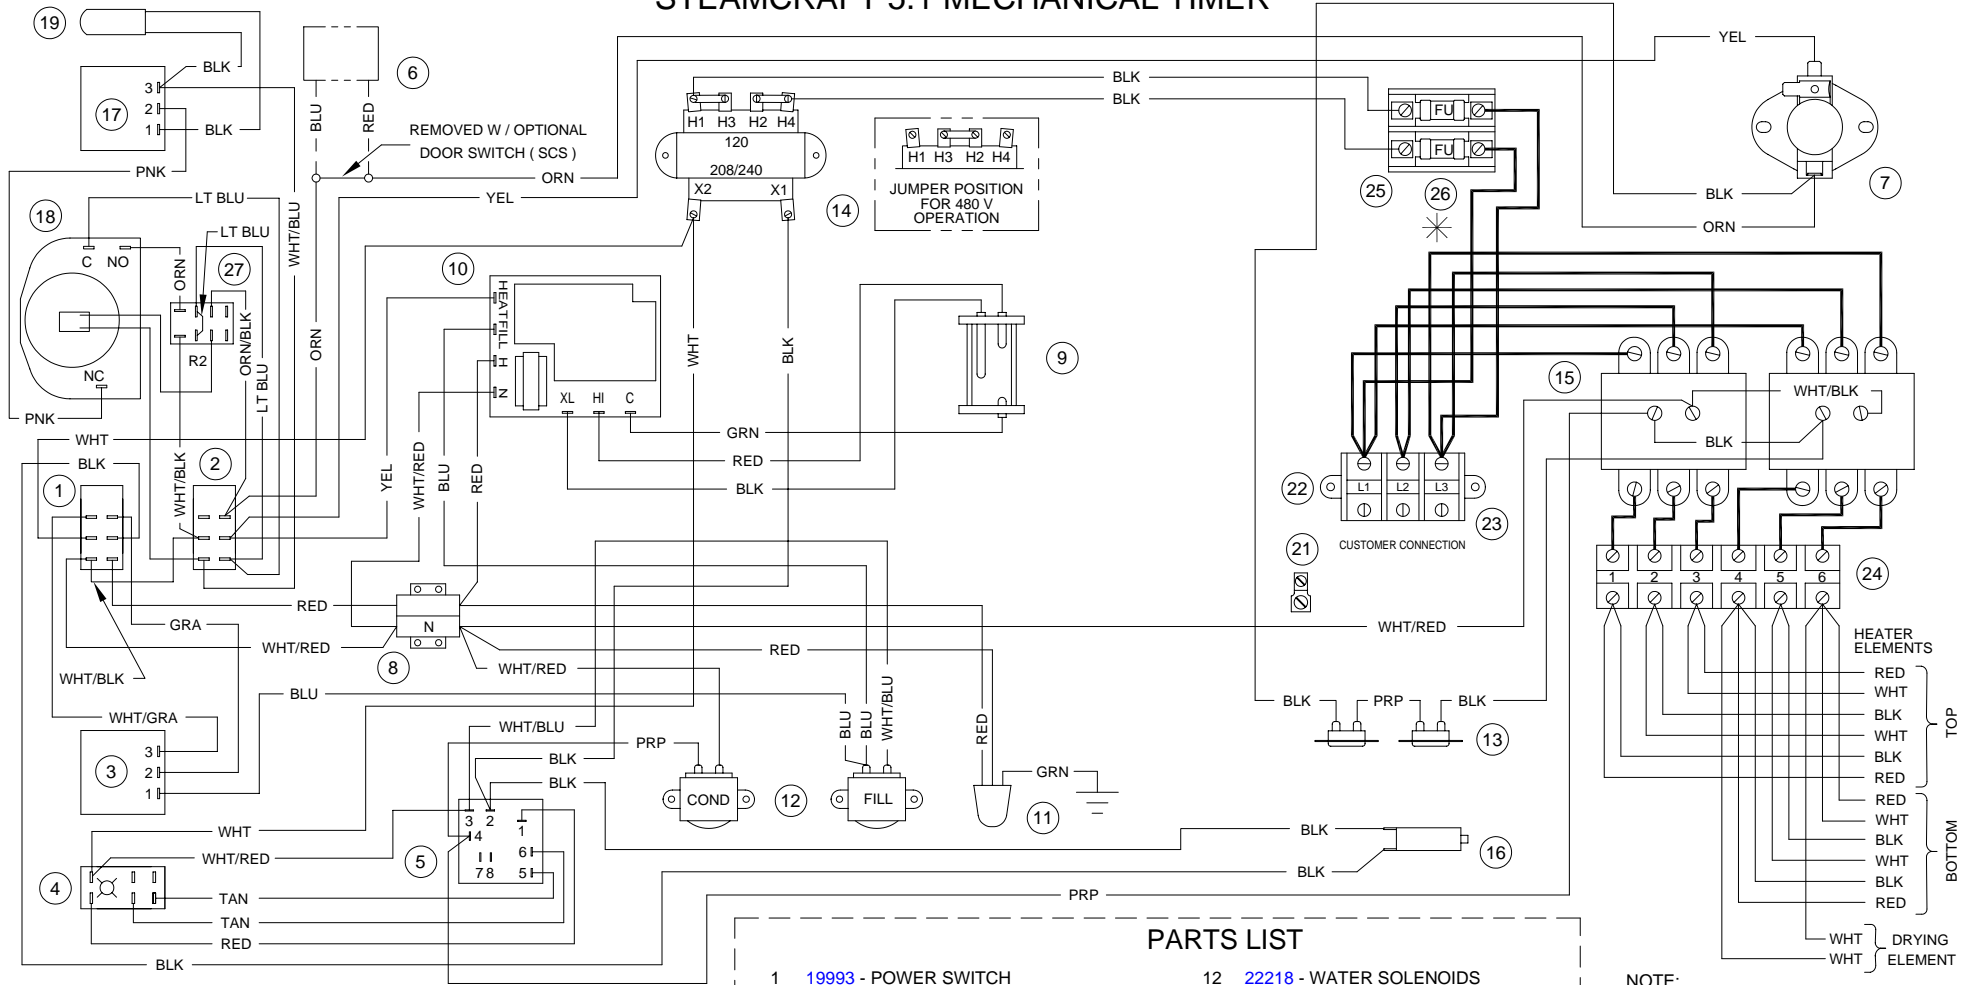 STEAMCRAFT 3.1 MECHANICAL TIMER
19
BLK
3
17
2
1
BLK
PNK
6
BLU
RED
REMOVED W / OPTIONAL
DOOR SWITCH ( SCS )
ORN
YEL
YEL
BLK
BLK
H1 H3 H2 H4
120
208/240
X2 X1
14
H1 H3 H2 H4
JUMPER POSITION
FOR 480 V
OPERATION
FU
FU
25
26
BLK
ORN
7
18
LT BLU
C NO
LT BLU
WHT/BLU
27
ORN
R2
ORN/BLK
LT BLU
ORN
NC
PNK
10
HEAT
FILL
H
N
XL HI C
WHT
BLK
9
GRN
RED
BLK
15
WHT/BLK
BLK
WHT
BLK
1
WHT/BLK
2
YEL
WHT/RED
BLU
RED
22
L1 L2 L3
23
CUSTOMER CONNECTION
21
1 2 3 4 5 6
24
RED
GRA
WHT/RED
WHT/BLK
N
8
WHT/RED
RED
WHT/RED
BLU
WHT/GRA
3
3
2
1
WHT/BLU
PRP
BLK
BLK
BLU
BLU
WHT/BLU
RED
COND
12
FILL
GRN
11
BLK
PRP
BLK
13
HEATER
ELEMENTS
RED
WHT
BLK
WHT
BLK
RED
TOP
RED
WHT
BLK
WHT
BLK
RED
BOTTOM
WHT
WHT
DRYING
ELEMENT
WHT
WHT/RED
4
TAN
TAN
RED
BLK
5
3 2
4 1
6
7 8 5
BLK
BLK
16
PRP
PARTS LIST
1 19993 - POWER SWITCH
12 22218 - WATER SOLENOIDS
NOTE: